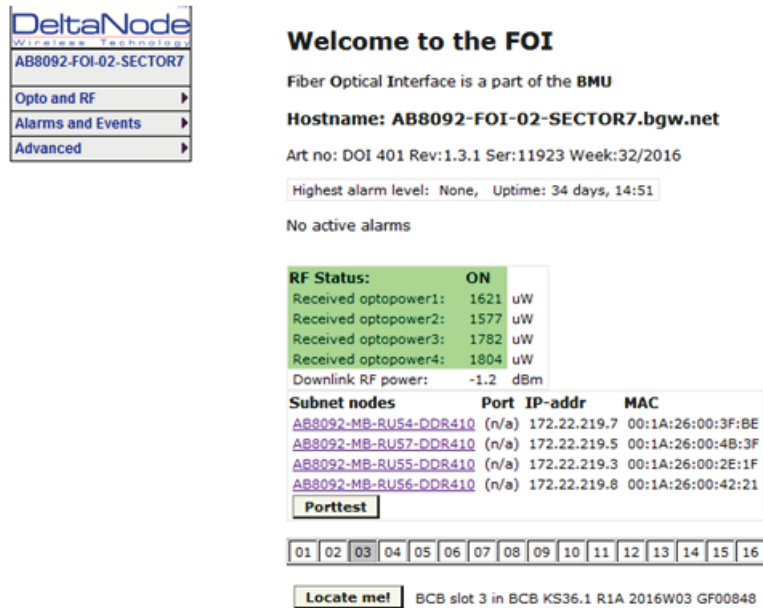 DeltaNode
Wireless Technology
AB8092-FOI-02-SECTOR7
Opto and RF
Alarms and Events
Advanced
Welcome to the FOI
Fiber Optical Interface is a part of the BMU
Hostname: AB8092-FOI-02-SECTOR7.bgw.net
Art no: DOI 401 Rev:1.3.1 Ser:11923 Week:32/2016
Highest alarm level: None, Uptime: 34 days, 14:51
No active alarms
RF Status: ON
Received optopower1: 1621 uW
Received optopower2: 1577 uW
Received optopower3: 1782 uW
Received optopower4: 1804 uW
Downlink RF power: -1.2 dBm
Subnet nodes Port IP-addr MAC
AB8092-MB-RU54-DDR410 (n/a) 172.22.219.7 00:1A:26:00:3F:BE
AB8092-MB-RU57-DDR410 (n/a) 172.22.219.5 00:1A:26:00:4B:3F
AB8092-MB-RU55-DDR410 (n/a) 172.22.219.3 00:1A:26:00:2E:1F
AB8092-MB-RU56-DDR410 (n/a) 172.22.219.8 00:1A:26:00:42:21
Porttest
01 02 03 04 05 06 07 08 09 10 11 12 13 14 15 16
Locate me! BCB slot 3 in BCB KS36.1 R1A 2016W03 GF00848